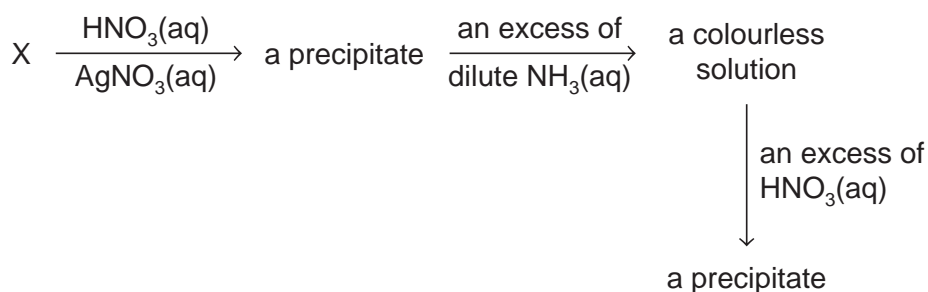 X
HNO₃(aq)
AgNO₃(aq)
a precipitate
an excess of
dilute NH₃(aq)
a colourless
solution
an excess of
HNO₃(aq)
a precipitate